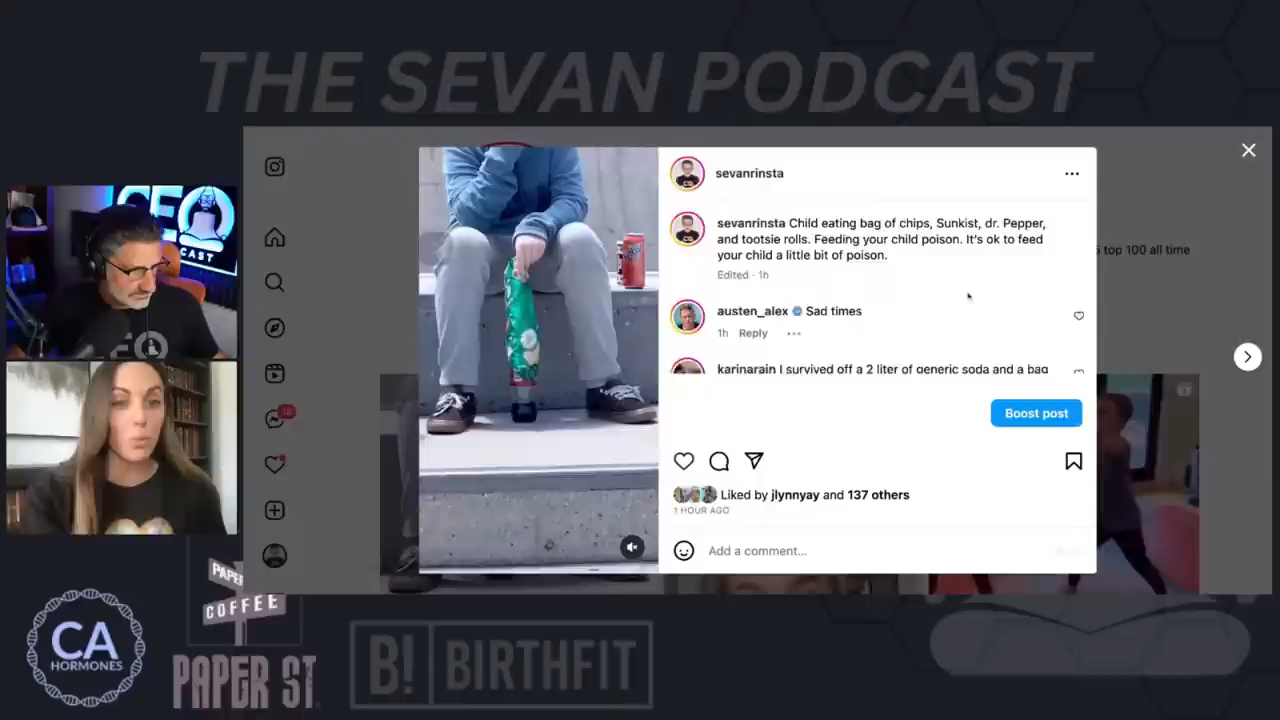 THE SEVAN PODCAST
CEO
CAST
EO
sevanrinsta
sevanrinsta Child eating bag of chips, Sunkist, dr. Pepper,
and tootsie rolls. Feeding your child poison. It's ok to feed
your child a little bit of poison.
Edited · 1h
5 top 100 all time
austen_alex Sad times
1h Reply
karinarain I survived off a 2 liter of generic soda and a bag
Boost post
Liked by jlynnyay and 137 others
1 HOUR AGO
Add a comment...
CA
HORMONES
PAPER
COFFEE
PAPER ST.
B! BIRTHFIT